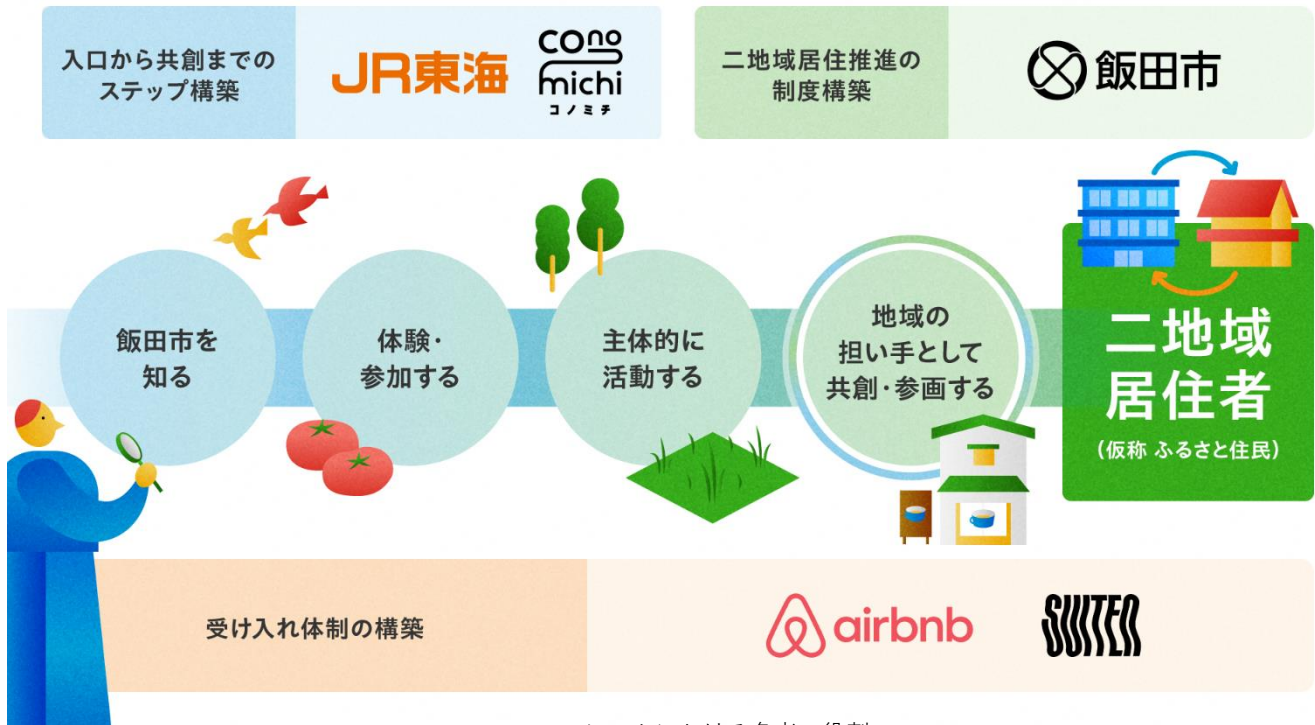 入口から共創までの
ステップ構築
JR東海
cono
michi
コノミチ
二地域居住推進の
制度構築
飯田市
飯田市を
知る
体験・
参加する
主体的に
活動する
地域の
担い手として
共創・参画する
二地域
居住者
(仮称 ふるさと住民)
受け入れ体制の構築
airbnb
SUITEN